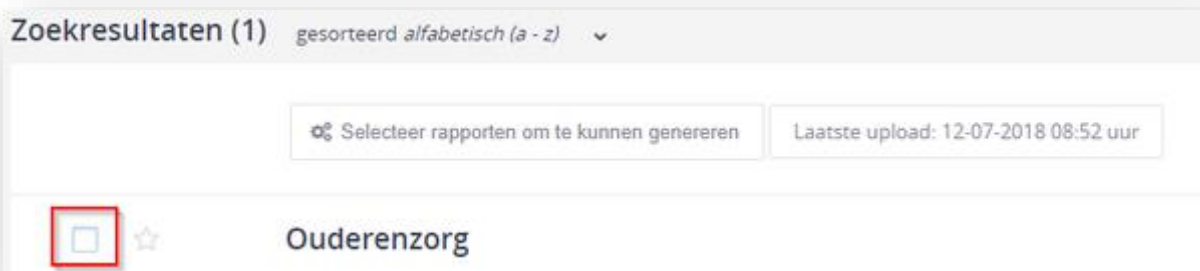 Zoekresultaten (1) gesorteerd alfabetisch (a - z)
Selecteer rapporten om te kunnen genereren Laatste upload: 12-07-2018 08:52 uur
Ouderenzorg